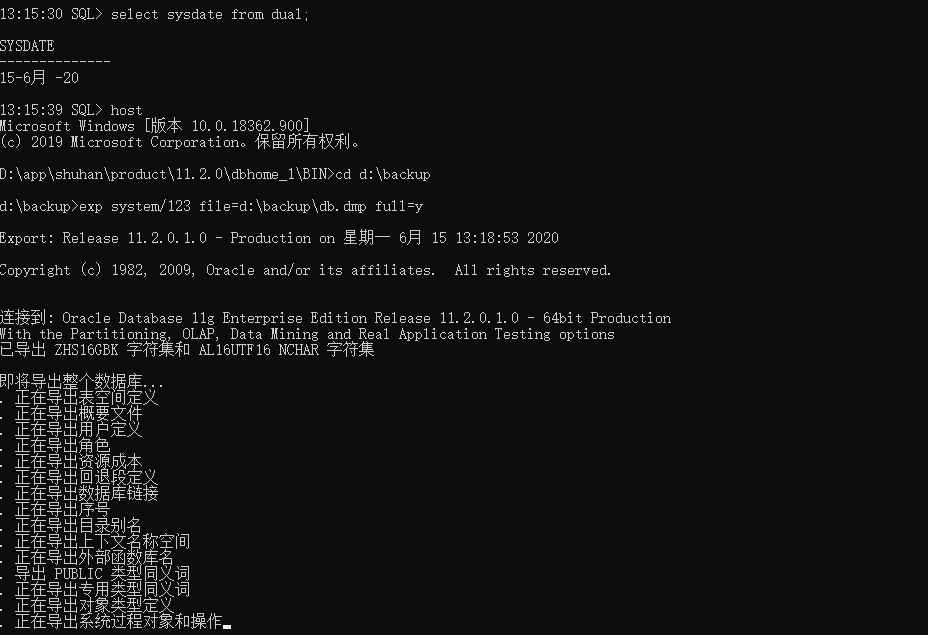 13:15:30 SQL> select sysdate from dual;
SYSDATE
--------------
15-6月 -20
13:15:39 SQL> host
Microsoft Windows [版本 10.0.18362.900]
(c) 2019 Microsoft Corporation。保留所有权利。
D:\app\shuhan\product\11.2.0\dbhome_1\BIN>cd d:\backup
d:\backup>exp system/123 file=d:\backup\db.dmp full=y
Export: Release 11.2.0.1.0 - Production on 星期一 6月 15 13:18:53 2020
Copyright (c) 1982, 2009, Oracle and/or its affiliates.  All rights reserved.
连接到: Oracle Database 11g Enterprise Edition Release 11.2.0.1.0 - 64bit Production
With the Partitioning, OLAP, Data Mining and Real Application Testing options
已导出 ZHS16GBK 字符集和 AL16UTF16 NCHAR 字符集
即将导出整个数据库...
. 正在导出表空间定义
. 正在导出概要文件
. 正在导出用户定义
. 正在导出角色
. 正在导出资源成本
. 正在导出回退段定义
. 正在导出数据库链接
. 正在导出序号
. 正在导出目录别名
. 正在导出上下文名称空间
. 正在导出外部函数库名
. 导出 PUBLIC 类型同义词
. 正在导出专用类型同义词
. 正在导出对象类型定义
. 正在导出系统过程对象和操作